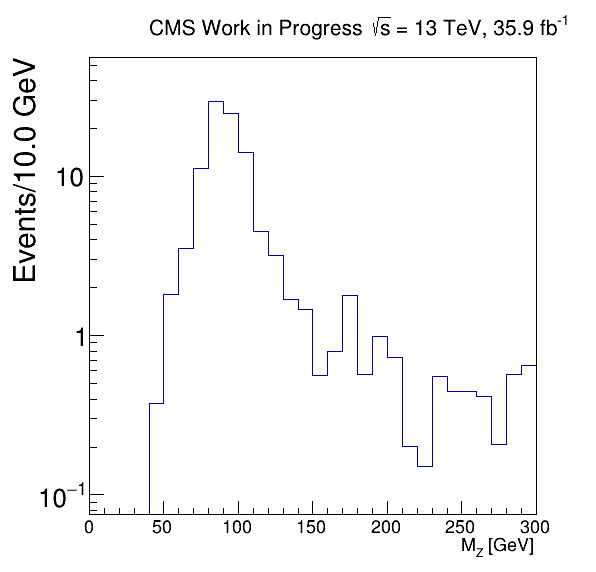 CMS Work in Progress √s = 13 TeV, 35.9 fb⁻¹
Events/10.0 GeV
10
1
10⁻¹
0 50 100 150 200 250 300
M_Z [GeV]